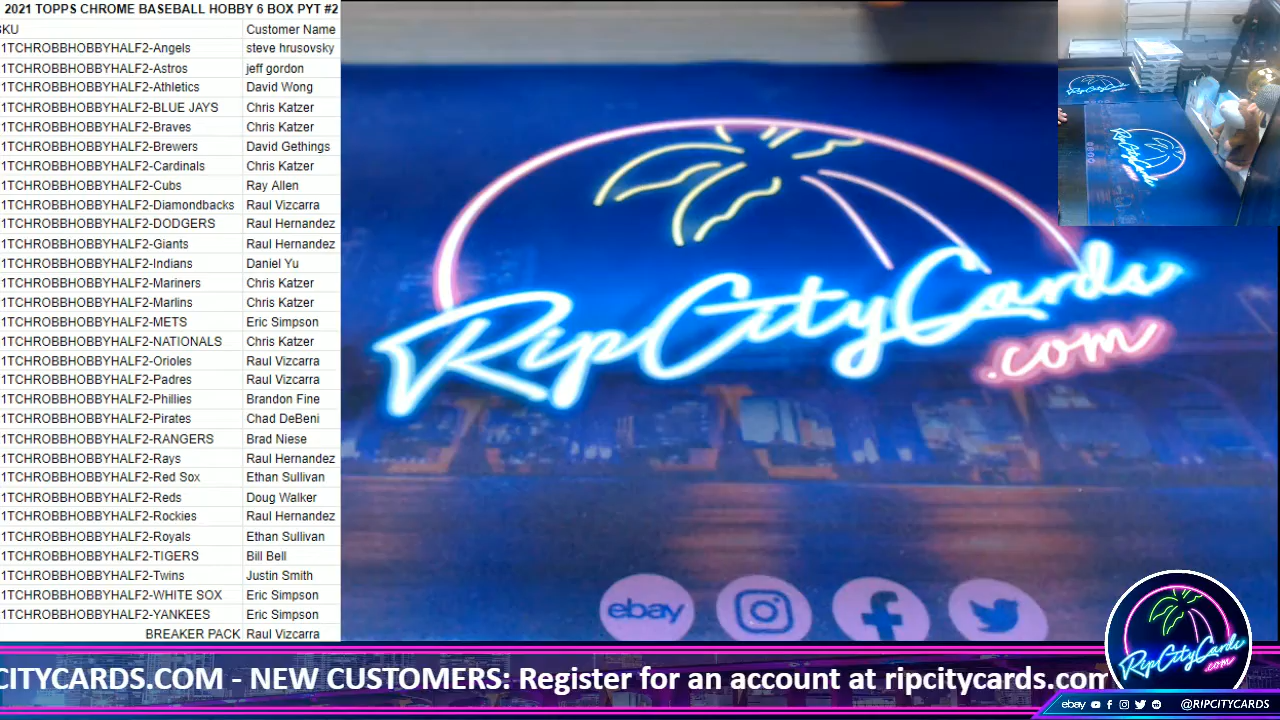 2021 TOPPS CHROME BASEBALL HOBBY 6 BOX PYT #2
SKU Customer Name
1TCHROBBHOBBYHALF2-Angels steve hrusovsky
1TCHROBBHOBBYHALF2-Astros jeff gordon
1TCHROBBHOBBYHALF2-Athletics David Wong
1TCHROBBHOBBYHALF2-BLUE JAYS Chris Katzer
1TCHROBBHOBBYHALF2-Braves Chris Katzer
1TCHROBBHOBBYHALF2-Brewers David Gethings
1TCHROBBHOBBYHALF2-Cardinals Chris Katzer
1TCHROBBHOBBYHALF2-Cubs Ray Allen
1TCHROBBHOBBYHALF2-Diamondbacks Raul Vizcarra
1TCHROBBHOBBYHALF2-DODGERS Raul Hernandez
1TCHROBBHOBBYHALF2-Giants Raul Hernandez
1TCHROBBHOBBYHALF2-Indians Daniel Yu
1TCHROBBHOBBYHALF2-Mariners Chris Katzer
1TCHROBBHOBBYHALF2-Marlins Chris Katzer
1TCHROBBHOBBYHALF2-METS Eric Simpson
1TCHROBBHOBBYHALF2-NATIONALS Chris Katzer
1TCHROBBHOBBYHALF2-Orioles Raul Vizcarra
1TCHROBBHOBBYHALF2-Padres Raul Vizcarra
1TCHROBBHOBBYHALF2-Phillies Brandon Fine
1TCHROBBHOBBYHALF2-Pirates Chad DeBeni
1TCHROBBHOBBYHALF2-RANGERS Brad Niese
1TCHROBBHOBBYHALF2-Rays Raul Hernandez
1TCHROBBHOBBYHALF2-Red Sox Ethan Sullivan
1TCHROBBHOBBYHALF2-Reds Doug Walker
1TCHROBBHOBBYHALF2-Rockies Raul Hernandez
1TCHROBBHOBBYHALF2-Royals Ethan Sullivan
1TCHROBBHOBBYHALF2-TIGERS Bill Bell
1TCHROBBHOBBYHALF2-Twins Justin Smith
1TCHROBBHOBBYHALF2-WHITE SOX Eric Simpson
1TCHROBBHOBBYHALF2-YANKEES Eric Simpson
BREAKER PACK Raul Vizcarra
RipCityCards
.com
ebay
RipCityCards
.com
CITYCARDS.COM - NEW CUSTOMERS: Register for an account at ripcitycards.com
ebay @RIPCITYCARDS